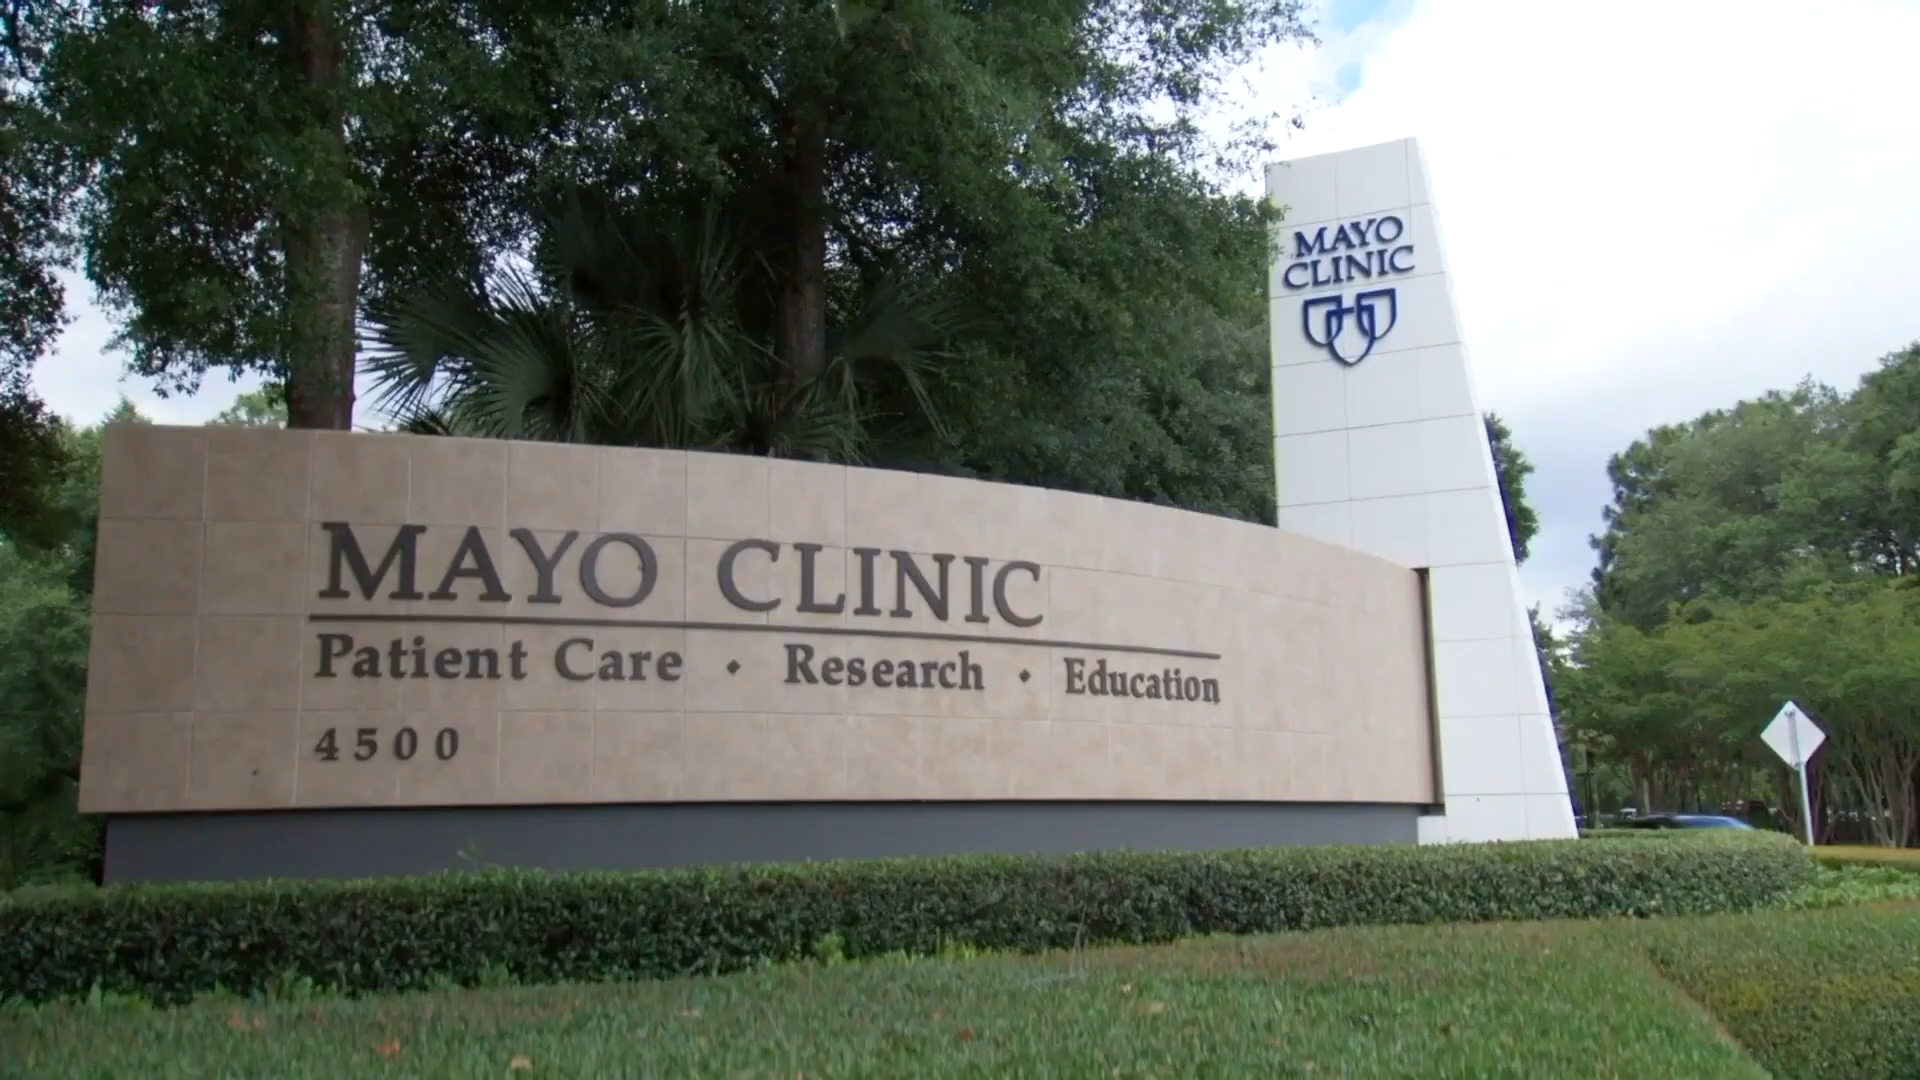 MAYO
CLINIC
MAYO CLINIC
Patient Care · Research · Education
4500